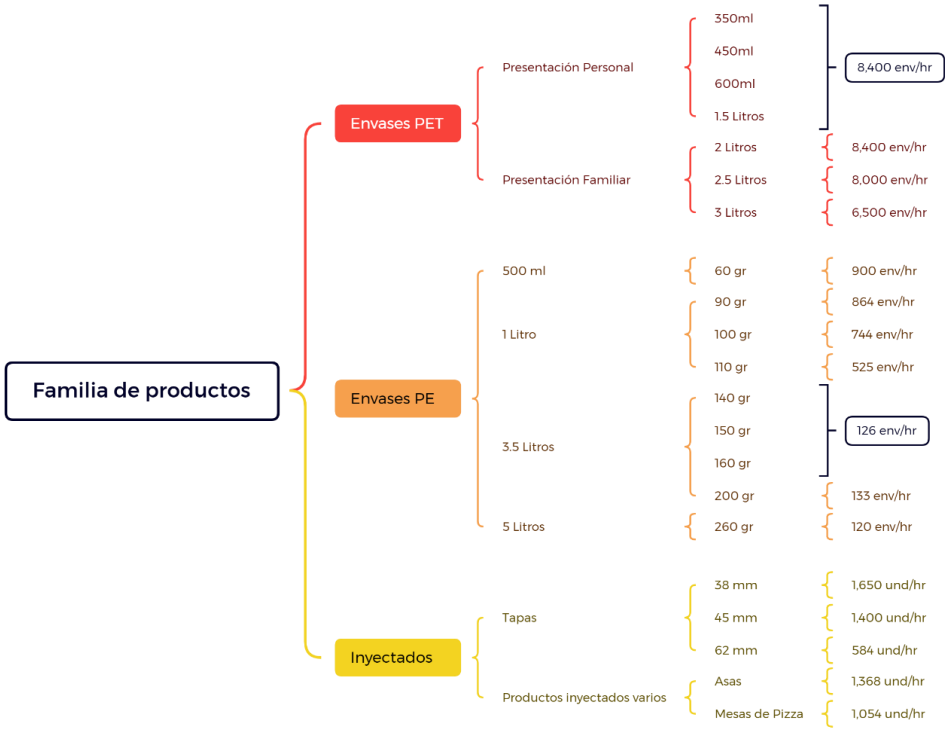 Familia de productos
Envases PET
Presentación Personal
350ml
450ml
600ml
1.5 Litros
8,400 env/hr
Presentación Familiar
2 Litros
8,400 env/hr
2.5 Litros
8,000 env/hr
3 Litros
6,500 env/hr
Envases PE
500 ml
60 gr
900 env/hr
1 Litro
90 gr
864 env/hr
100 gr
744 env/hr
110 gr
525 env/hr
3.5 Litros
140 gr
150 gr
160 gr
126 env/hr
200 gr
133 env/hr
5 Litros
260 gr
120 env/hr
Inyectados
Tapas
38 mm
1,650 und/hr
45 mm
1,400 und/hr
62 mm
584 und/hr
Productos inyectados varios
Asas
1,368 und/hr
Mesas de Pizza
1,054 und/hr